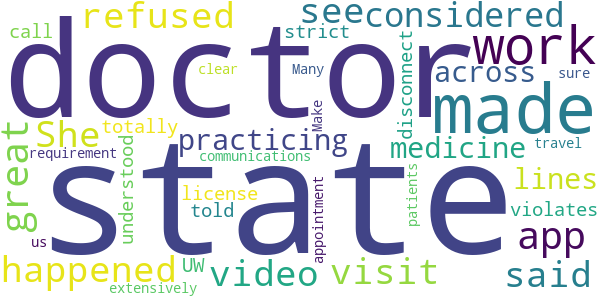 refused
see
considered
call
strict
work
doctor
clear
Many
across
sure
made
disconnect
She
totally
Make
practicing
medicine
travel
great
requirement
communications
understood
state
license
lines
patients
told
appointment
violates
us
app
happened
UW
video
visit
said
extensively